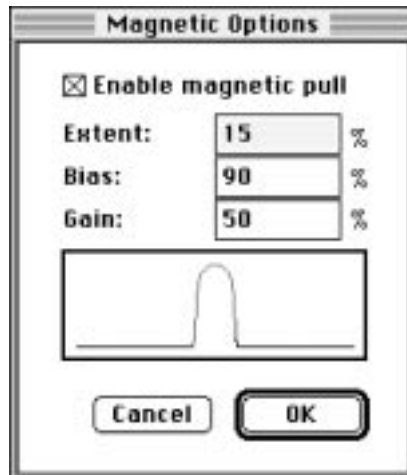 Magnetic Options
Enable magnetic pull
Extent: 15 %
Bias: 90 %
Gain: 50 %
Cancel OK